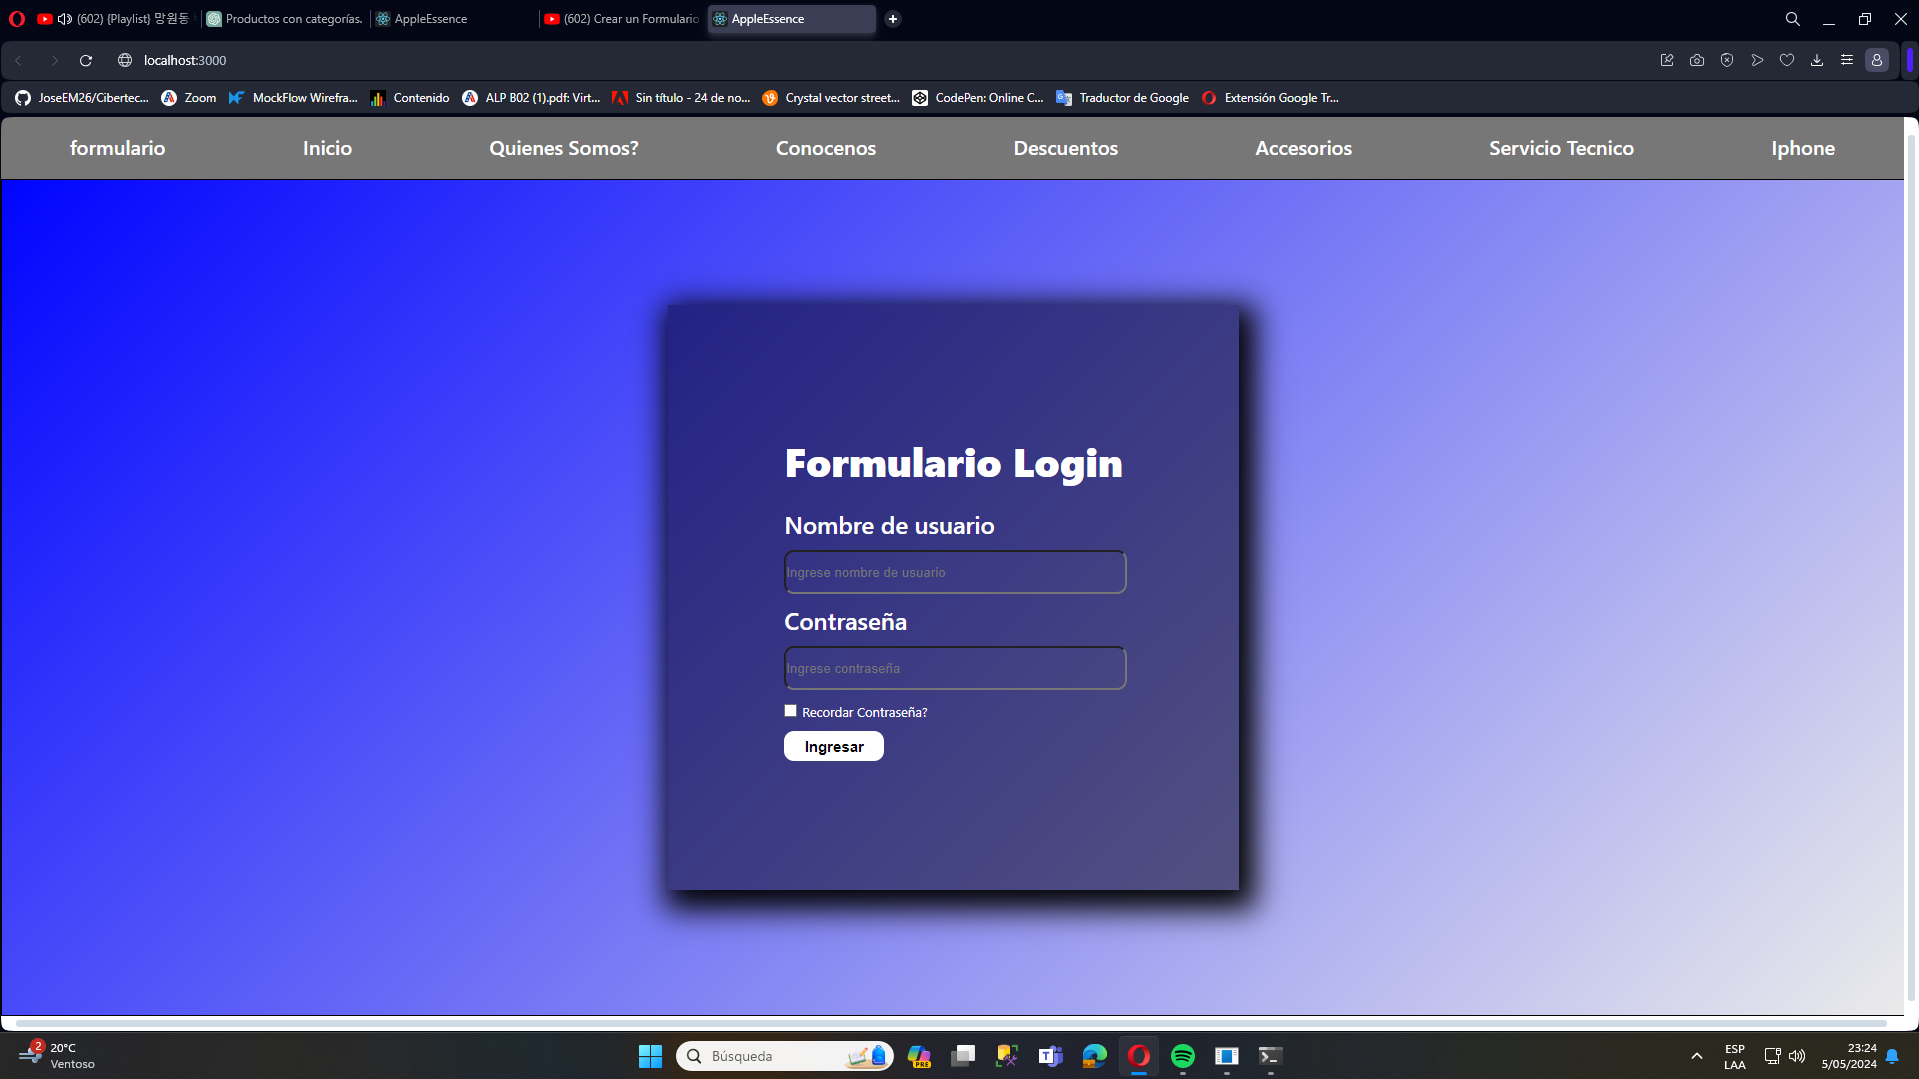 (602) {Playlist} 망원동
Productos con categorías.
AppleEssence
(602) Crear un Formulario
AppleEssence
localhost:3000
JoseEM26/Cibertec...
Zoom
MockFlow Wirefra...
Contenido
ALP B02 (1).pdf: Virt...
Sin título - 24 de no...
Crystal vector street...
CodePen: Online C...
Traductor de Google
Extensión Google Tr...
formulario
Inicio
Quienes Somos?
Conocenos
Descuentos
Accesorios
Servicio Tecnico
Iphone
Formulario Login
Nombre de usuario
Ingrese nombre de usuario
Contraseña
Ingrese contraseña
Recordar Contraseña?
Ingresar
2
20°C
Ventoso
Búsqueda
PRE
ESP
LAA
23:24
5/05/2024